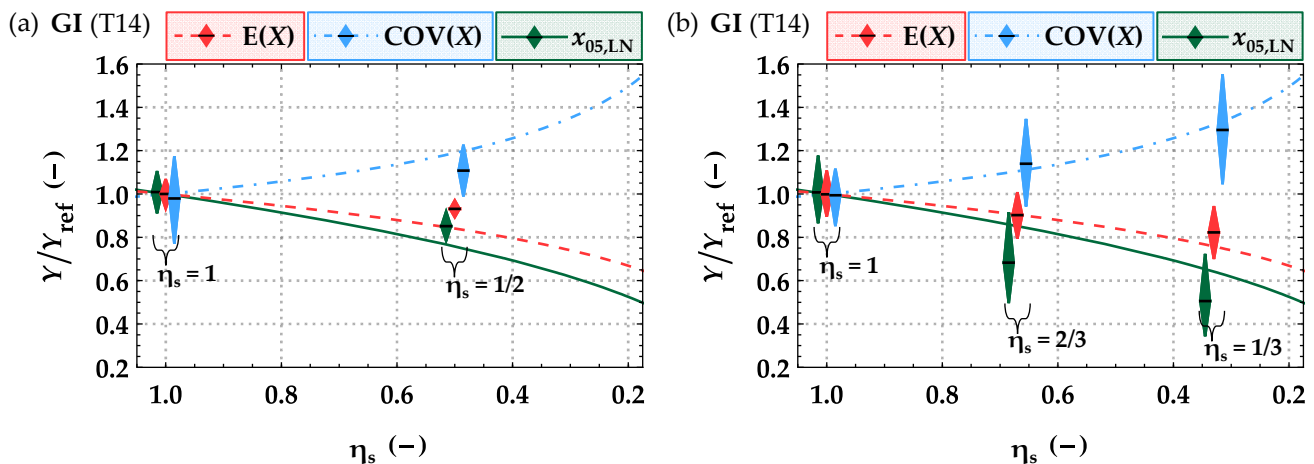 (a) GI (T14) E(X) COV(X) x05,LN
1.6
1.4
1.2
1.0
0.8
0.6
0.4
0.2
Y/Yref (–)
ηs = 1
ηs = 1/2
1.0 0.8 0.6 0.4 0.2
ηs (–)
(b) GI (T14) E(X) COV(X) x05,LN
1.6
1.4
1.2
1.0
0.8
0.6
0.4
0.2
Y/Yref (–)
ηs = 1
ηs = 2/3
ηs = 1/3
1.0 0.8 0.6 0.4 0.2
ηs (–)